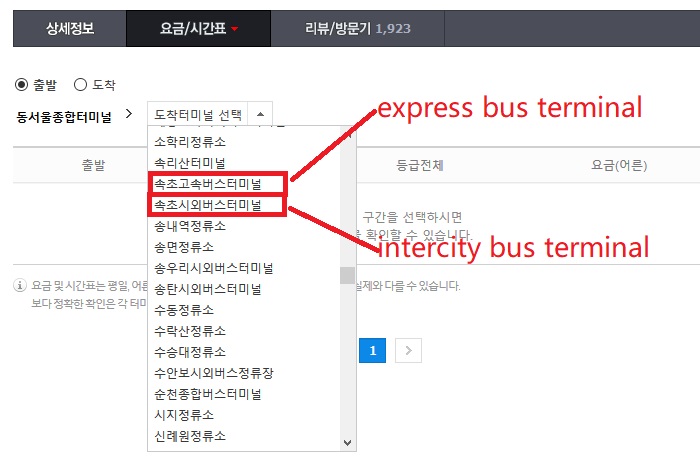 상세정보
요금/시간표
리뷰/방문기 1,923
출발
도착
동서울종합터미널
도착터미널 선택
express bus terminal
소학리정류소
속리산터미널
속초고속버스터미널
속초시외버스터미널
송내역정류소
송면정류소
송우리시외버스터미널
송탄시외버스터미널
수동정류소
수락산정류소
수승대정류소
수안보시외버스정류장
순천종합버스터미널
시지정류소
신례원정류소
출발
등급전체
요금(어른)
구간을 선택하시면
확인할 수 있습니다.
intercity bus terminal
요금 및 시간표는 평일, 어른
실제와 다를 수 있습니다.
보다 정확한 확인은 각 터미
1